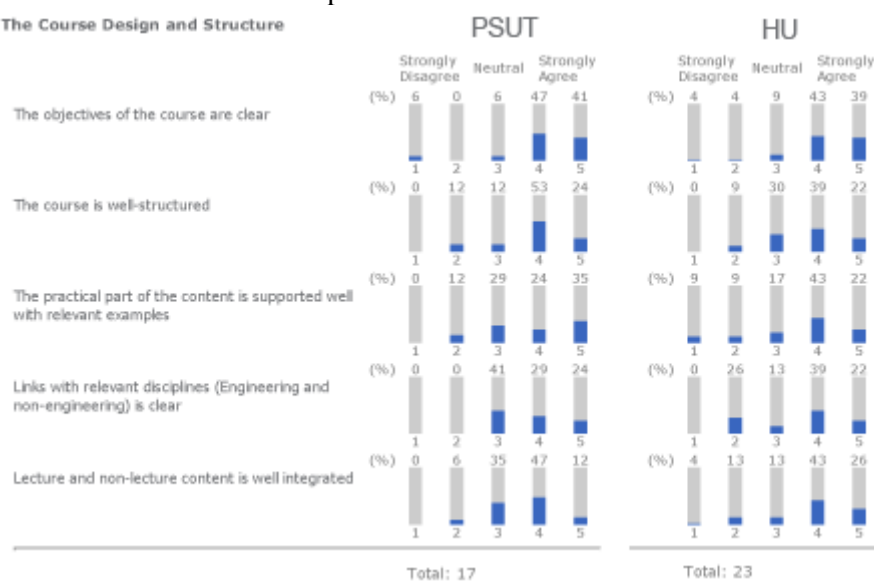 The Course Design and Structure PSUT HU
Strongly Disagree Neutral Strongly Agree Strongly Disagree Neutral Strongly Agree
The objectives of the course are clear
(%) 6 0 6 47 41 (%) 4 4 9 43 39
1 2 3 4 5 1 2 3 4 5
The course is well-structured
(%) 0 12 12 53 24 (%) 0 9 30 39 22
1 2 3 4 5 1 2 3 4 5
The practical part of the content is supported well
with relevant examples
(%) 0 12 29 24 35 (%) 9 9 17 43 22
1 2 3 4 5 1 2 3 4 5
Links with relevant disciplines (Engineering and
non-engineering) is clear
(%) 0 0 41 29 24 (%) 0 26 13 39 22
1 2 3 4 5 1 2 3 4 5
Lecture and non-lecture content is well integrated
(%) 0 6 35 47 12 (%) 4 13 13 43 26
1 2 3 4 5 1 2 3 4 5
Total: 17 Total: 23